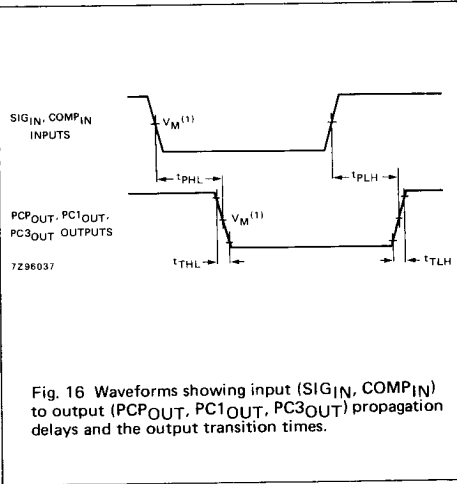 SIGIN, COMPIN
INPUTS
VM(1)
tPHL
tPLH
PCPOUT, PC1OUT,
PC3OUT OUTPUTS
VM(1)
7Z96037
tTHL
tTLH
Fig. 16 Waveforms showing input (SIGIN, COMPIN)
to output (PCPOUT, PC1OUT, PC3OUT) propagation
delays and the output transition times.